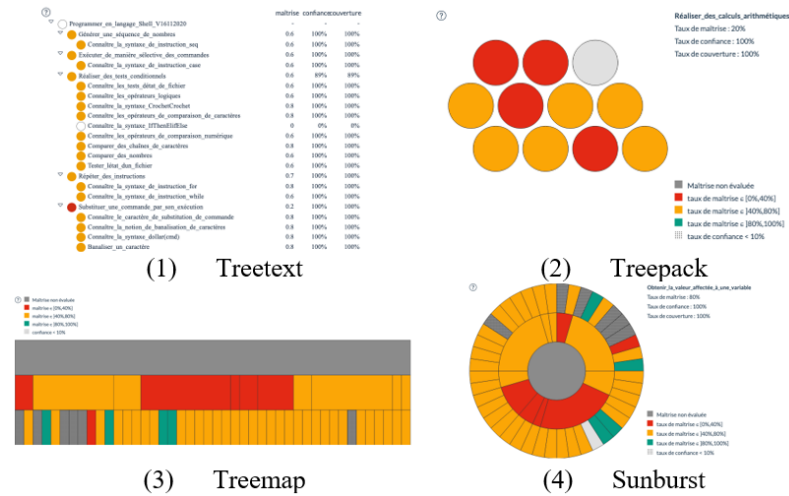 ?
maîtrise confiancecouverture
Programmer_en_langage_Shell_V16112020 - - -
Générer_une_séquence_de_nombres 0.6 100% 100%
Connaître_la_syntaxe_de_instruction_seq 0.6 100% 100%
Exécuter_de_manière_sélective_des_commandes 0.6 100% 100%
Connaître_la_syntaxe_de_instruction_case 0.6 100% 100%
Réaliser_des_tests_conditionnels 0.6 89% 89%
Connaître_les_tests_détat_de_fichier 0.6 100% 100%
Connaître_les_opérateurs_logiques 0.6 100% 100%
Connaître_la_syntaxe_CrochetCrochet 0.8 100% 100%
Connaître_les_opérateurs_de_comparaison_de_caractères 0.8 100% 100%
Connaître_la_syntaxe_IfThenElifElse 0 0% 0%
Connaître_les_opérateurs_de_comparaison_numérique 0.6 100% 100%
Comparer_des_chaînes_de_caractères 0.8 100% 100%
Comparer_des_nombres 0.6 100% 100%
Tester_létat_dun_fichier 0.6 100% 100%
Répéter_des_instructions 0.7 100% 100%
Connaître_la_syntaxe_de_instruction_for 0.8 100% 100%
Connaître_la_syntaxe_de_instruction_while 0.6 100% 100%
Substituer_une_commande_par_son_exécution 0.2 100% 100%
Connaître_le_caractère_de_substitution_de_commande 0.8 100% 100%
Connaître_la_notion_de_banalisation_de_caractères 0.8 100% 100%
Connaître_la_syntaxe_dollar(cmd) 0.8 100% 100%
Banaliser_un_caractère 0.8 100% 100%
(1) Treetext
?
Réaliser_des_calculs_arithmétiques
Taux de maîtrise : 20%
Taux de confiance : 100%
Taux de couverture : 100%
Maîtrise non évaluée
taux de maîtrise ∈ [0%,40%]
taux de maîtrise ∈ ]40%,80%]
taux de maîtrise ∈ ]80%,100%]
taux de confiance < 10%
(2) Treepack
?
Maîtrise non évaluée
maîtrise ∈ [0%,40%]
maîtrise ∈ ]40%,80%]
maîtrise ∈ ]80%,100%]
confiance < 10%
(3) Treemap
?
Obtenir_la_valeur_affectée_à_une_variable
Taux de maîtrise : 80%
Taux de confiance : 100%
Taux de couverture : 100%
Maîtrise non évaluée
taux de maîtrise ∈ [0%,40%]
taux de maîtrise ∈ ]40%,80%]
taux de maîtrise ∈ ]80%,100%]
taux de confiance < 10%
(4) Sunburst